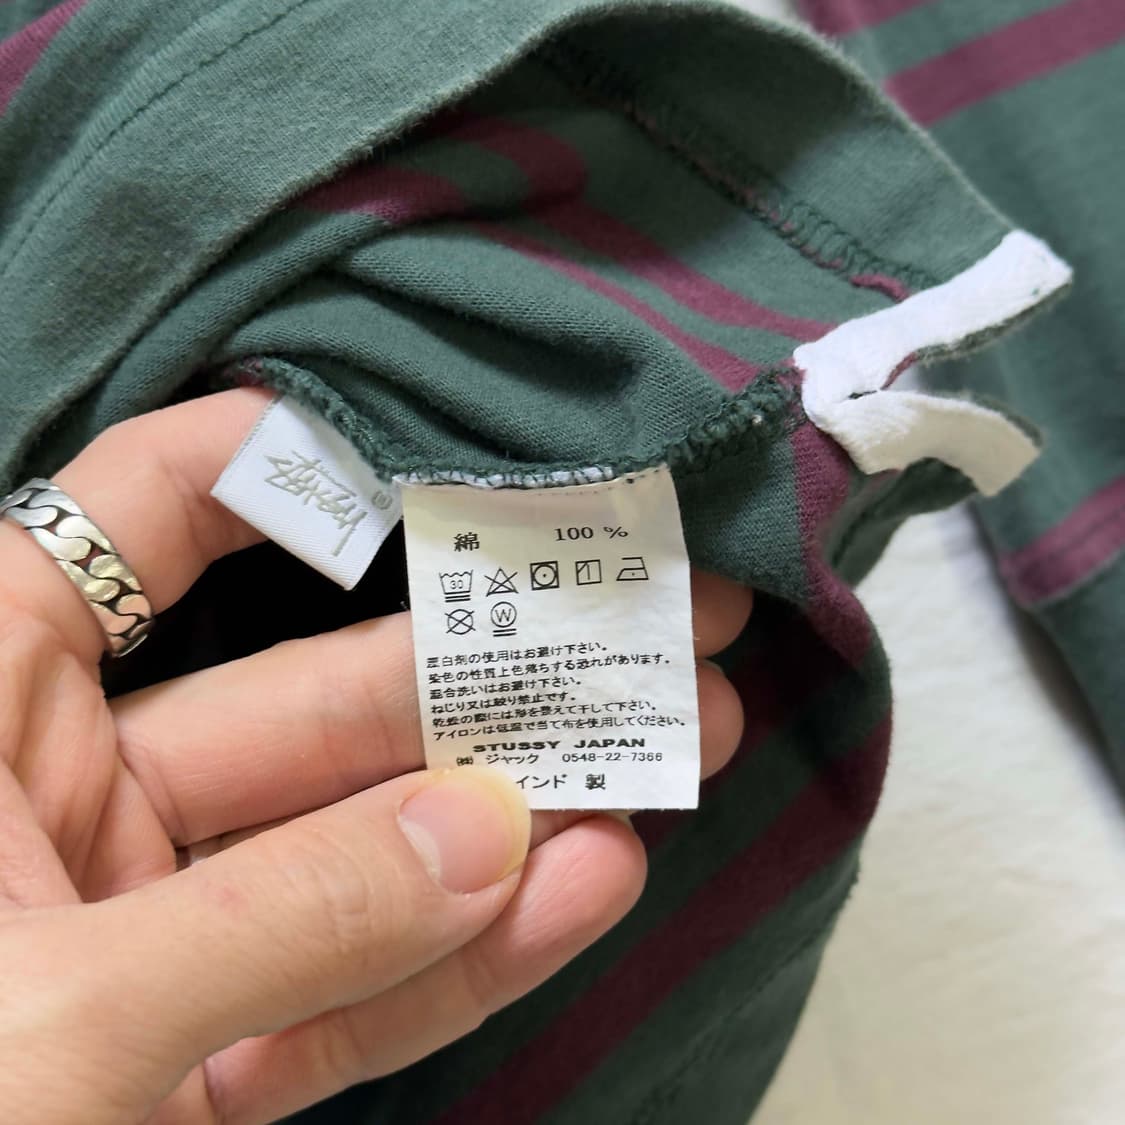 Stüssy
®
綿 100 %
30
W
漂白剤の使用はお避け下さい。
染色の性質上色落ちする恐れがあります。
混合洗いはお避け下さい。
ねじり又は絞り禁止です。
乾燥の際には形を整えて干して下さい。
アイロンは低温で当て布を使用してください。
STUSSY JAPAN
㈱ ジャック 0548-22-7366
インド 製